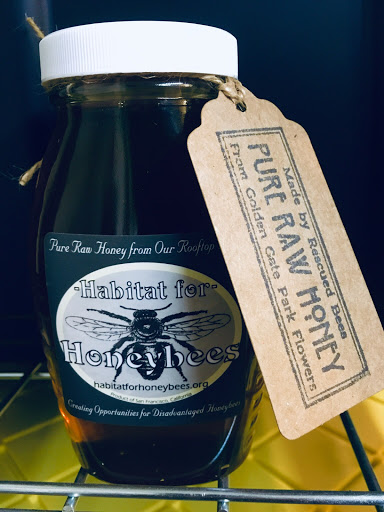 Pure Raw Honey from Our Rooftop
-Habitat for-
Honeybees
habitatforhoneybees.org
Product of San Francisco, California
Creating Opportunities for Disadvantaged Honeybees
Made by Rescued Bees
PURE RAW HONEY
From Golden Gate Park Flowers